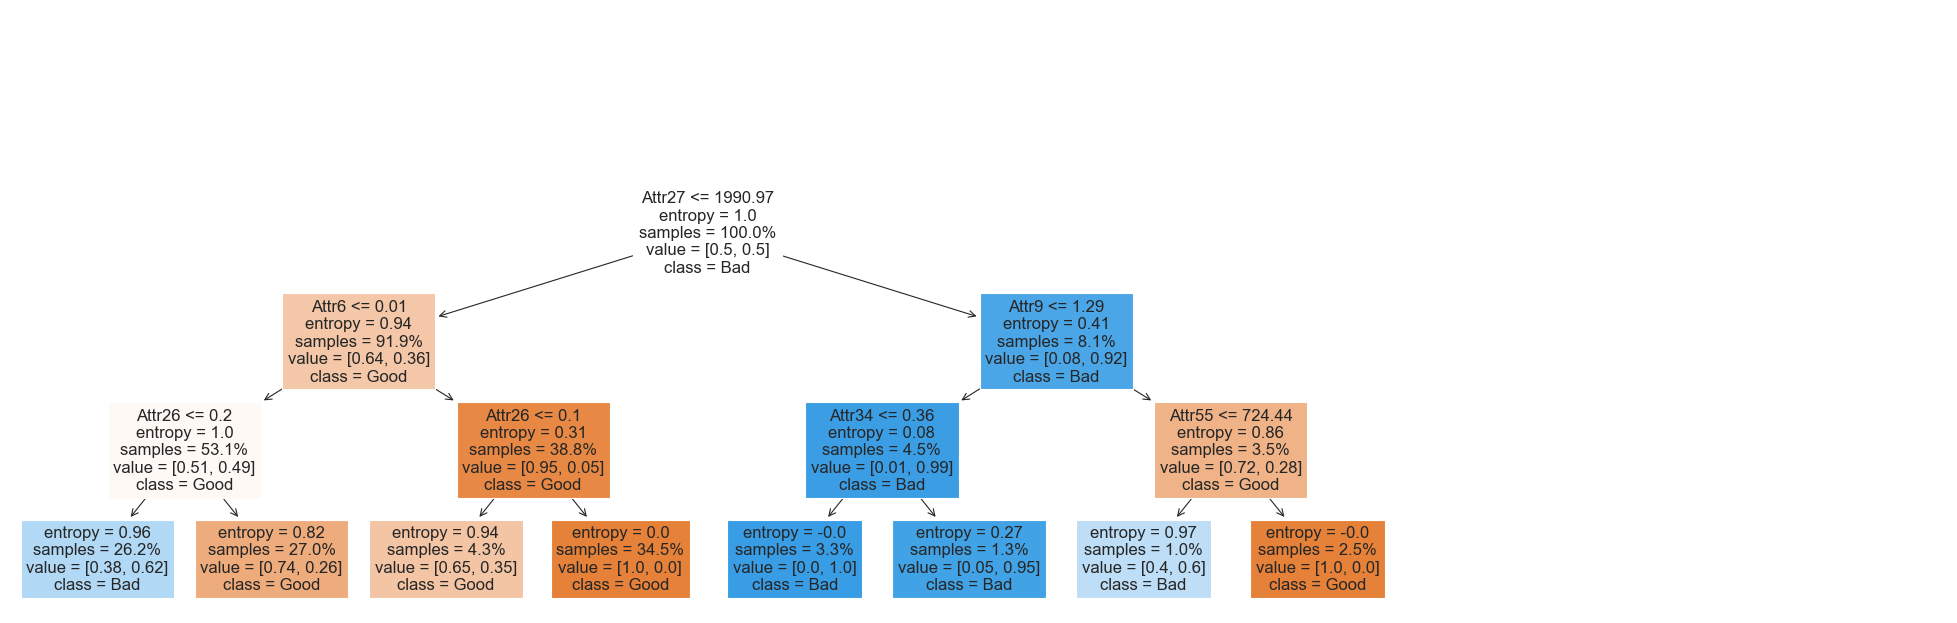 Attr27 <= 1990.97
entropy = 1.0
samples = 100.0%
value = [0.5, 0.5]
class = Bad
Attr6 <= 0.01
entropy = 0.94
samples = 91.9%
value = [0.64, 0.36]
class = Good
Attr9 <= 1.29
entropy = 0.41
samples = 8.1%
value = [0.08, 0.92]
class = Bad
Attr26 <= 0.2
entropy = 1.0
samples = 53.1%
value = [0.51, 0.49]
class = Good
Attr26 <= 0.1
entropy = 0.31
samples = 38.8%
value = [0.95, 0.05]
class = Good
Attr34 <= 0.36
entropy = 0.08
samples = 4.5%
value = [0.01, 0.99]
class = Bad
Attr55 <= 724.44
entropy = 0.86
samples = 3.5%
value = [0.72, 0.28]
class = Good
entropy = 0.96
samples = 26.2%
value = [0.38, 0.62]
class = Bad
entropy = 0.82
samples = 27.0%
value = [0.74, 0.26]
class = Good
entropy = 0.94
samples = 4.3%
value = [0.65, 0.35]
class = Good
entropy = 0.0
samples = 34.5%
value = [1.0, 0.0]
class = Good
entropy = -0.0
samples = 3.3%
value = [0.0, 1.0]
class = Bad
entropy = 0.27
samples = 1.3%
value = [0.05, 0.95]
class = Bad
entropy = 0.97
samples = 1.0%
value = [0.4, 0.6]
class = Bad
entropy = -0.0
samples = 2.5%
value = [1.0, 0.0]
class = Good